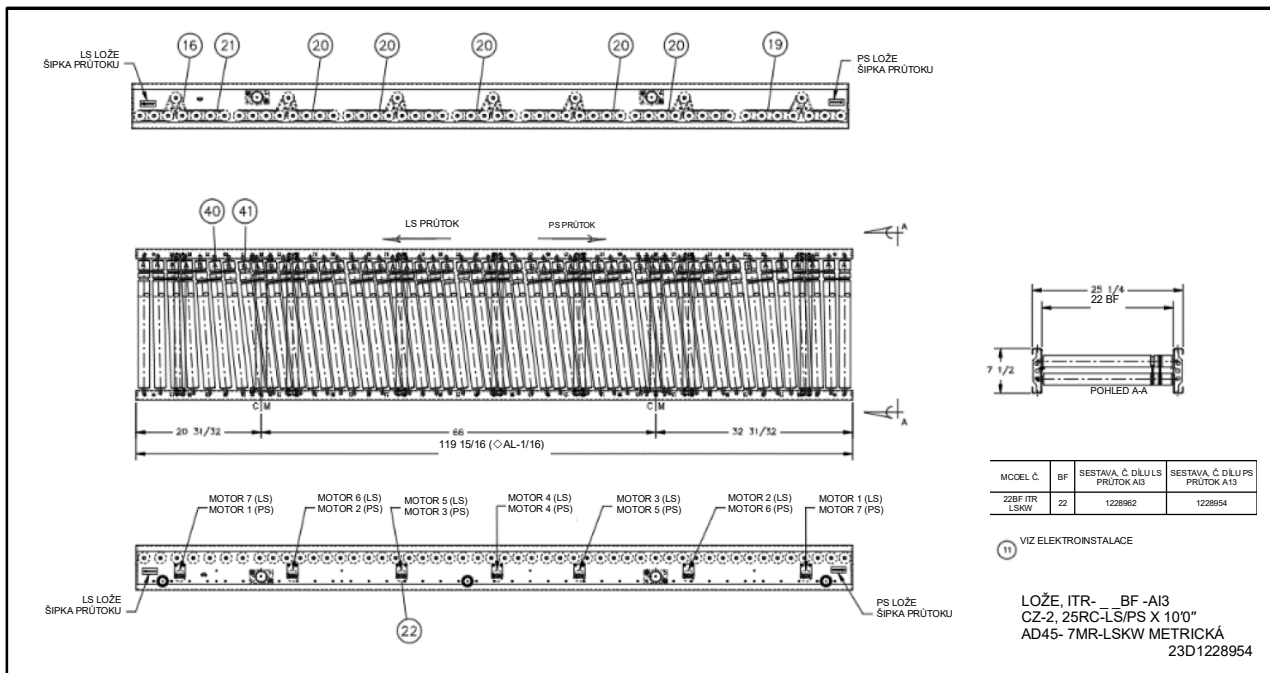 16
21
20
20
20
20
20
19
LS LOŽE
ŠIPKA PRŮTOKU
PS LOŽE
ŠIPKA PRŮTOKU
40
41
LS PRŮTOK
PS PRŮTOK
A
A
C M
C M
20 31/32
66
32 31/32
119 15/16 (◇AL-1/16)
25 1/4
22 BF
7 1/2
POHLED A-A
MCOEL Č.
BF
SESTAVA, Č. DÍLU LS
PRŮTOK AI3
SESTAVA, Č. DÍLU PS
PRŮTOK A13
22BF ITR
LSKW
22
1228962
1228954
11 VIZ ELEKTROINSTALACE
MOTOR 7 (LS)
MOTOR 1 (PS)
MOTOR 6 (LS)
MOTOR 2 (PS)
MOTOR 5 (LS)
MOTOR 3 (PS)
MOTOR 4 (LS)
MOTOR 4 (PS)
MOTOR 3 (LS)
MOTOR 5 (PS)
MOTOR 2 (LS)
MOTOR 6 (PS)
MOTOR 1 (LS)
MOTOR 7 (PS)
LS LOŽE
ŠIPKA PRŮTOKU
22
PS LOŽE
ŠIPKA PRŮTOKU
LOŽE, ITR- _ _ BF -AI3
CZ-2, 25RC-LS/PS X 10'0"
AD45- 7MR-LSKW METRICKÁ
23D1228954